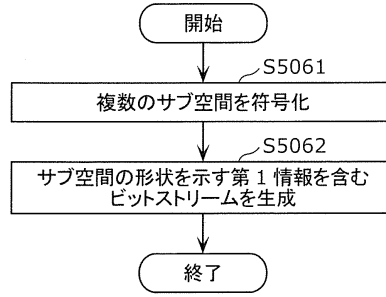 開始
S5061
複数のサブ空間を符号化
S5062
サブ空間の形状を示す第1情報を含む
ビットストリームを生成
終了